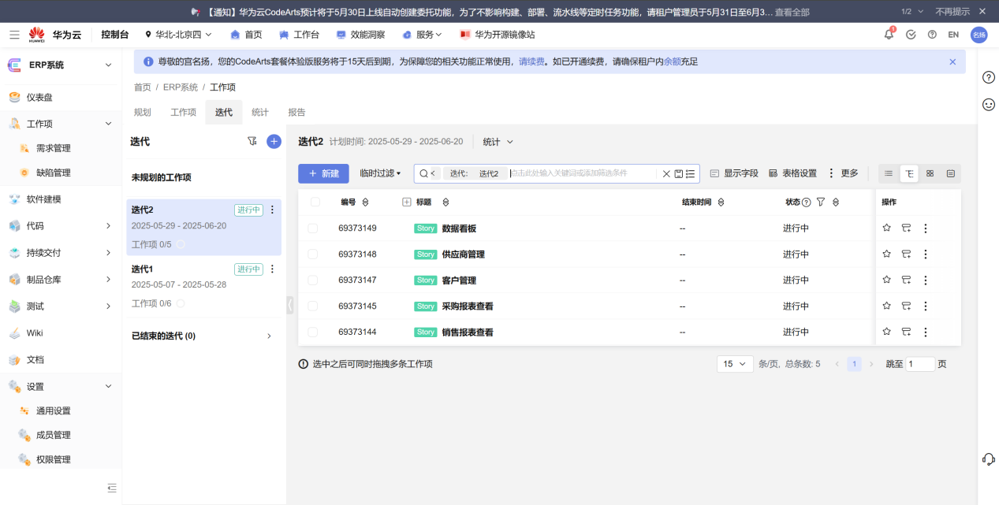 【通知】华为云CodeArts预计将于5月30日上线自动创建委托功能，为了不影响构建、部署、流水线等定时任务功能，请租户管理员于5月31日至6月3… 查看全部 1/2 不再提示
HUAWEI 华为云 控制台 华北-北京四 首页 工作台 效能洞察 服务 华为开源镜像站 1 EN 名扬
ERP系统
仪表盘
工作项
需求管理
缺陷管理
软件建模
代码
持续交付
制品仓库
测试
Wiki
文档
设置
通用设置
成员管理
权限管理
尊敬的宫名扬，您的CodeArts套餐体验版服务将于15天后到期，为保障您的相关功能正常使用，请续费。如已开通续费，请确保租户内余额充足
首页 / ERP系统 / 工作项
规划 工作项 迭代 统计 报告
迭代
未规划的工作项
迭代2 进行中
2025-05-29 - 2025-06-20
工作项 0/5
迭代1 进行中
2025-05-07 - 2025-05-28
工作项 0/6
已结束的迭代 (0)
迭代2 计划时间: 2025-05-29 - 2025-06-20 统计
+ 新建 临时过滤 迭代: 迭代2 点击此处输入关键词或添加筛选条件 显示字段 表格设置 更多
编号 标题 结束时间 状态 操作
69373149 Story 数据看板 -- 进行中
69373148 Story 供应商管理 -- 进行中
69373147 Story 客户管理 -- 进行中
69373145 Story 采购报表查看 -- 进行中
69373144 Story 销售报表查看 -- 进行中
选中之后可同时拖拽多条工作项 15 条/页, 总条数: 5 < 1 > 跳至 1 页